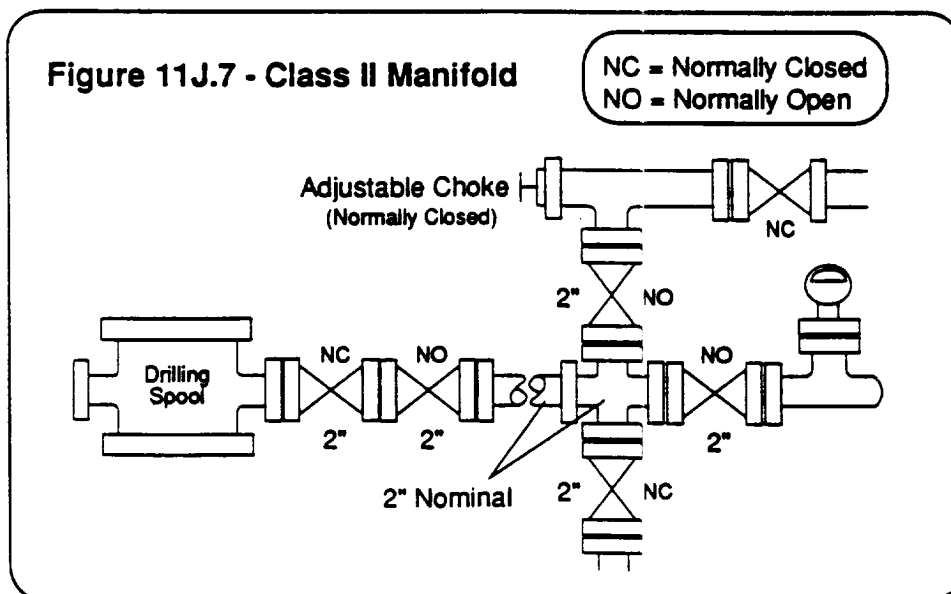 Figure 11J.7 - Class II Manifold
NC = Normally Closed
NO = Normally Open
Adjustable Choke
(Normally Closed)
NC
2" NO
NC NO
NO
Drilling
Spool
2" 2"
2"
2" Nominal
2" NC